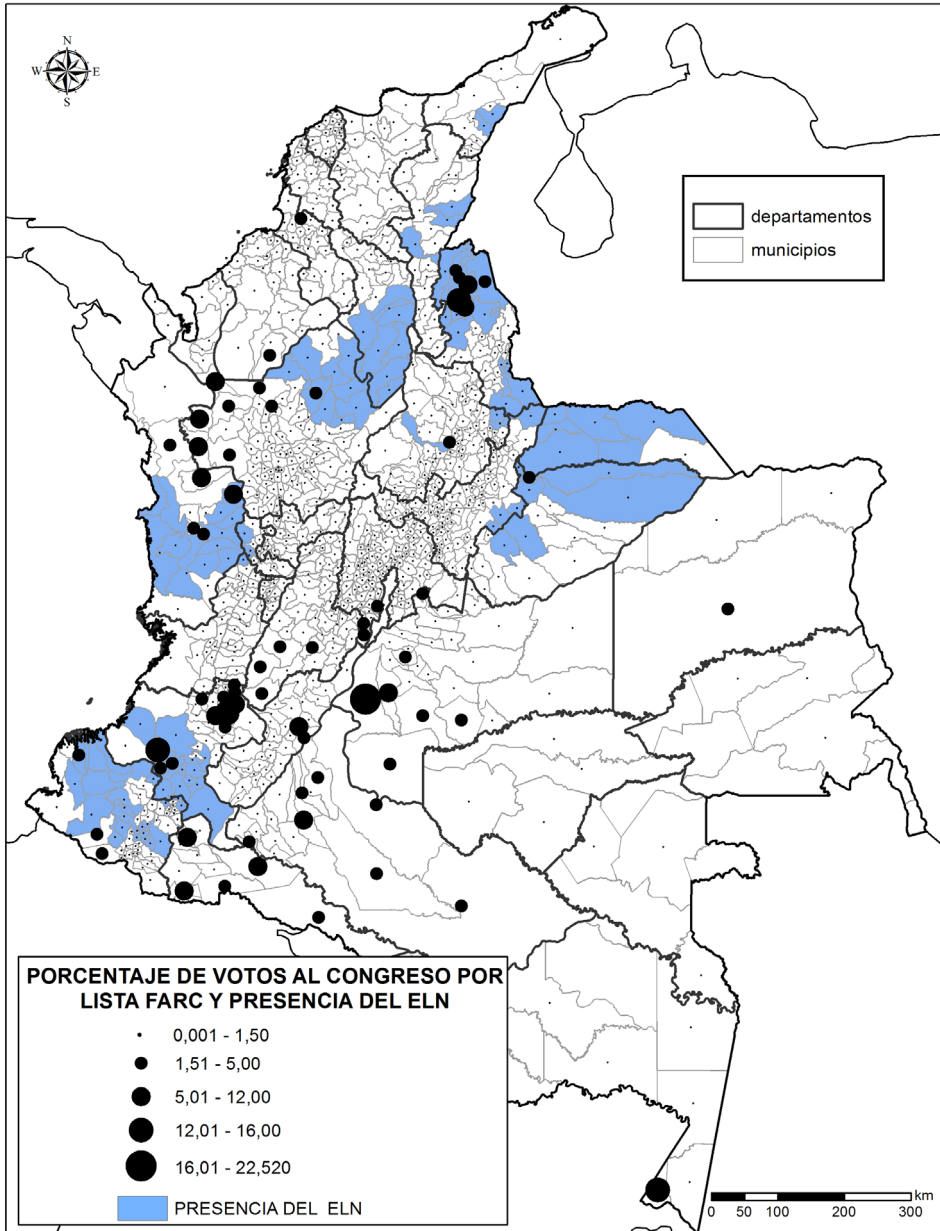 N
W E
S
departamentos
municipios
PORCENTAJE DE VOTOS AL CONGRESO POR
LISTA FARC Y PRESENCIA DEL ELN
0,001 - 1,50
1,51 - 5,00
5,01 - 12,00
12,01 - 16,00
16,01 - 22,520
PRESENCIA DEL ELN
km
0 50 100 200 300